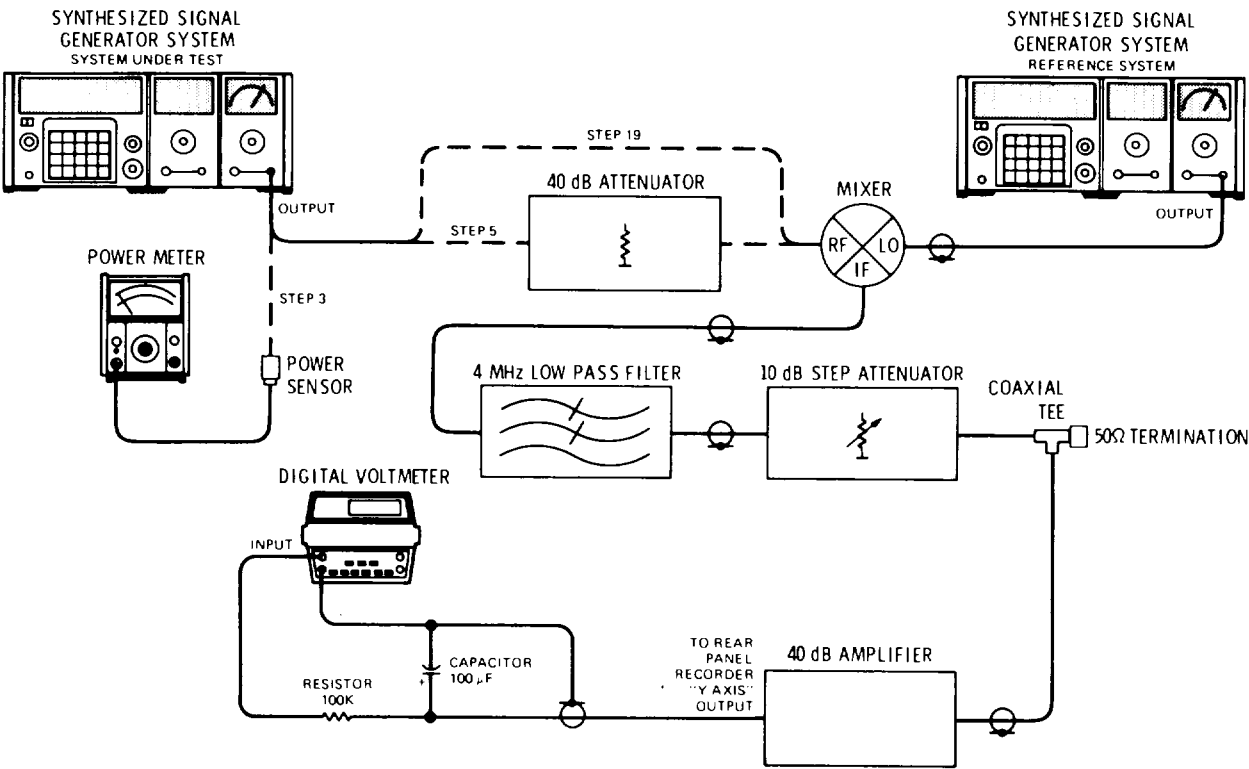 SYNTHESIZED SIGNAL
GENERATOR SYSTEM
SYSTEM UNDER TEST
SYNTHESIZED SIGNAL
GENERATOR SYSTEM
REFERENCE SYSTEM
STEP 19
40 dB ATTENUATOR
MIXER
OUTPUT
OUTPUT
STEP 5
RF
LO
IF
POWER METER
STEP 3
POWER
SENSOR
4 MHz LOW PASS FILTER
10 dB STEP ATTENUATOR
COAXIAL
TEE
50Ω TERMINATION
DIGITAL VOLTMETER
INPUT
CAPACITOR
100 µF
+
RESISTOR
100K
TO REAR
PANEL
RECORDER
"Y AXIS"
OUTPUT
40 dB AMPLIFIER